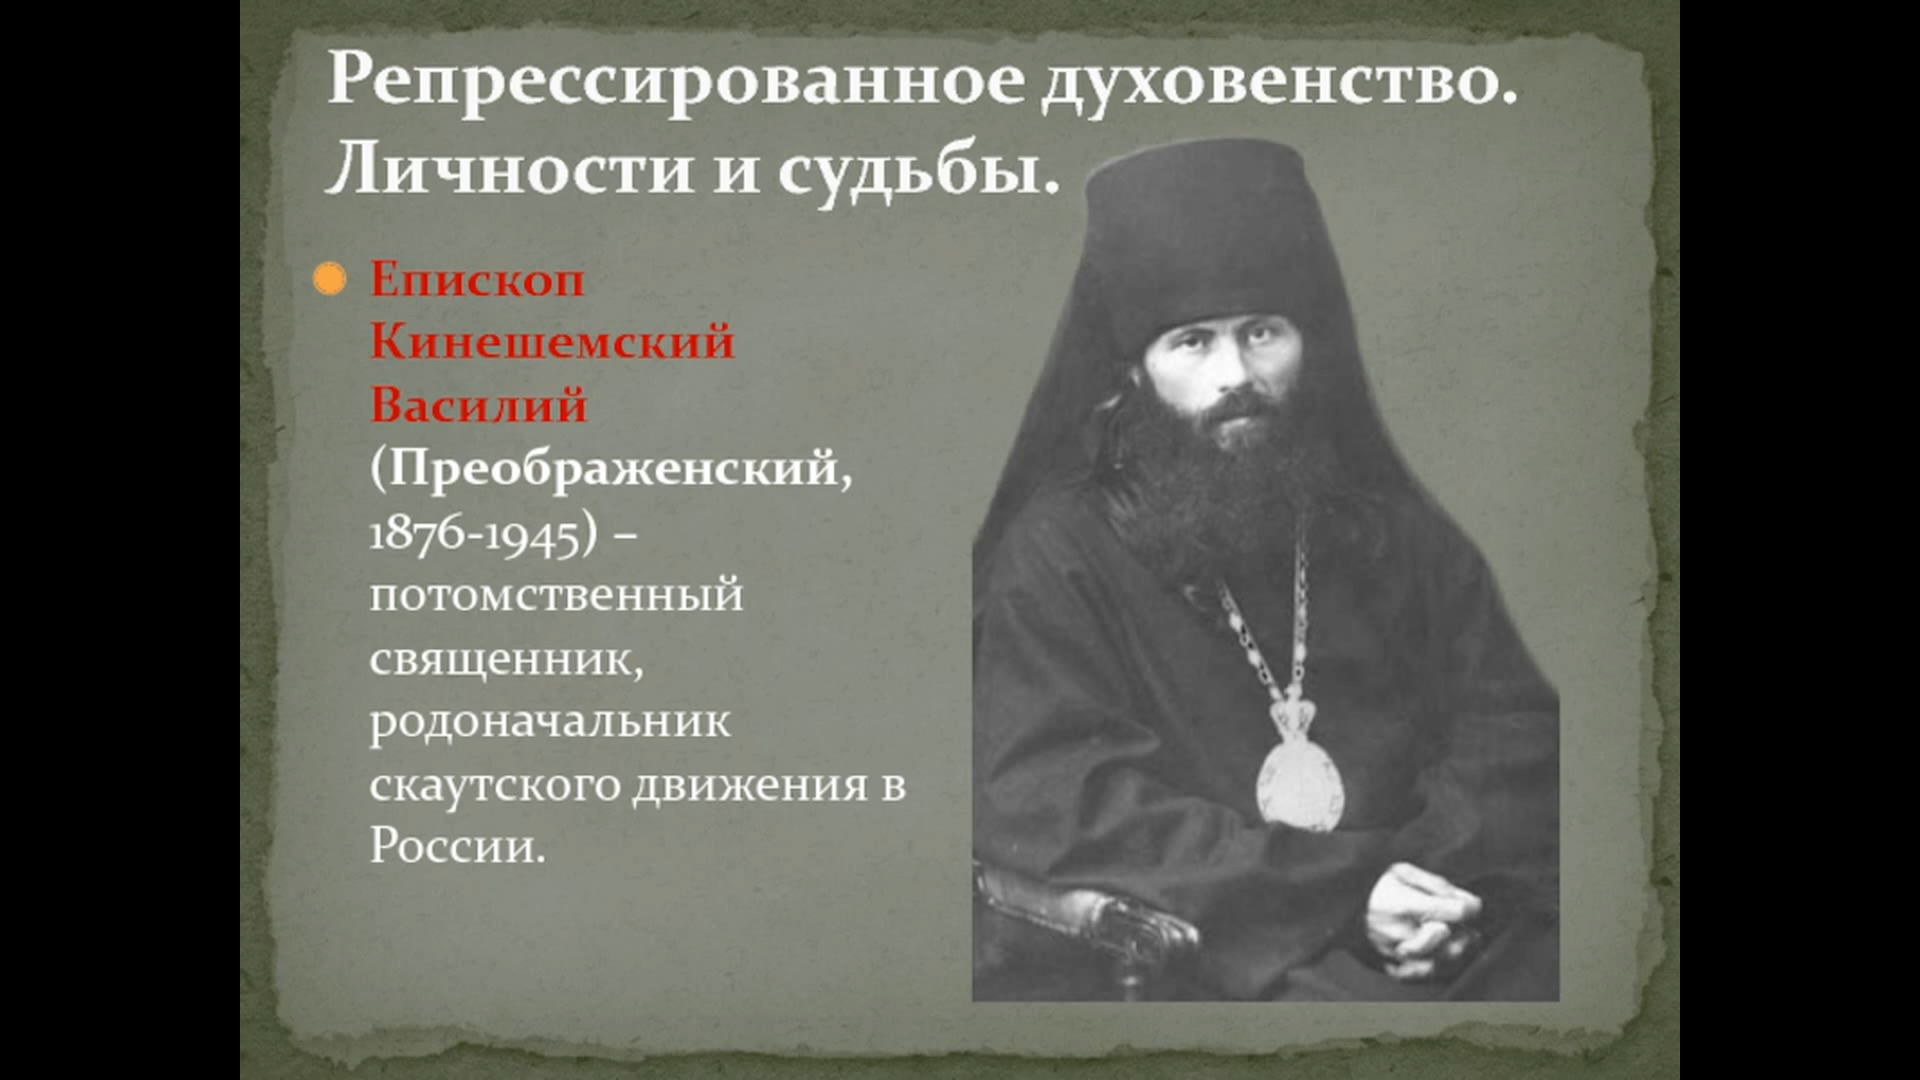 Репрессированное духовенство.
Личности и судьбы.
Епископ
Кинешемский
Василий
(Преображенский,
1876-1945) –
потомственный
священник,
родоначальник
скаутского движения в
России.